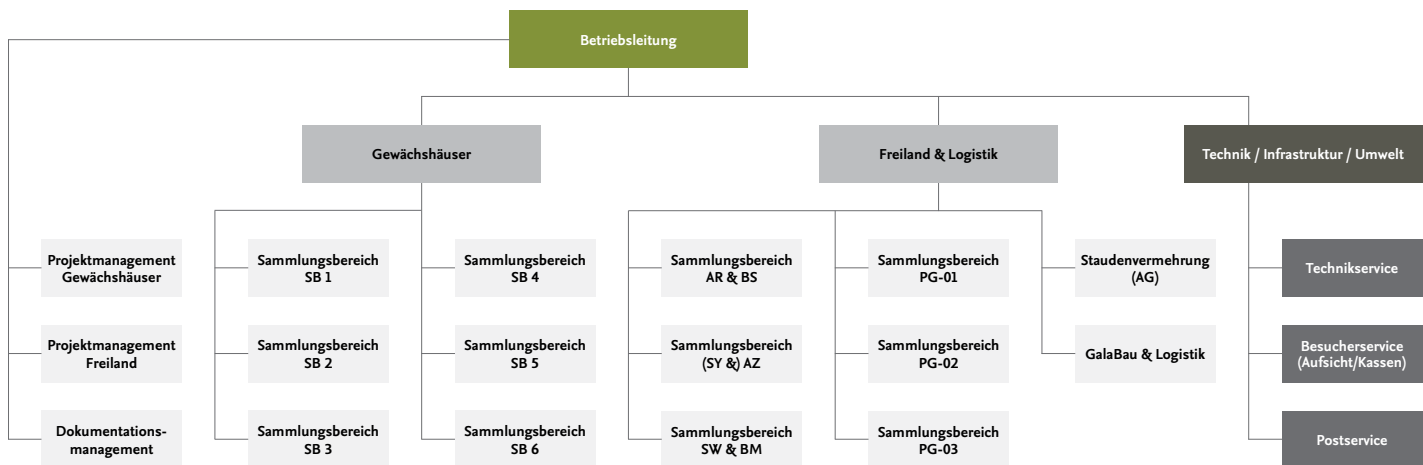 Betriebsleitung
Gewächshäuser
Freiland & Logistik
Technik / Infrastruktur / Umwelt
Projektmanagement
Gewächshäuser
Sammlungsbereich
SB 1
Sammlungsbereich
SB 4
Sammlungsbereich
AR & BS
Sammlungsbereich
PG-01
Staudenvermehrung
(AG)
Technikservice
Projektmanagement
Freiland
Sammlungsbereich
SB 2
Sammlungsbereich
SB 5
Sammlungsbereich
(SY &) AZ
Sammlungsbereich
PG-02
GalaBau & Logistik
Besucherservice
(Aufsicht/Kassen)
Dokumentations-
management
Sammlungsbereich
SB 3
Sammlungsbereich
SB 6
Sammlungsbereich
SW & BM
Sammlungsbereich
PG-03
Postservice